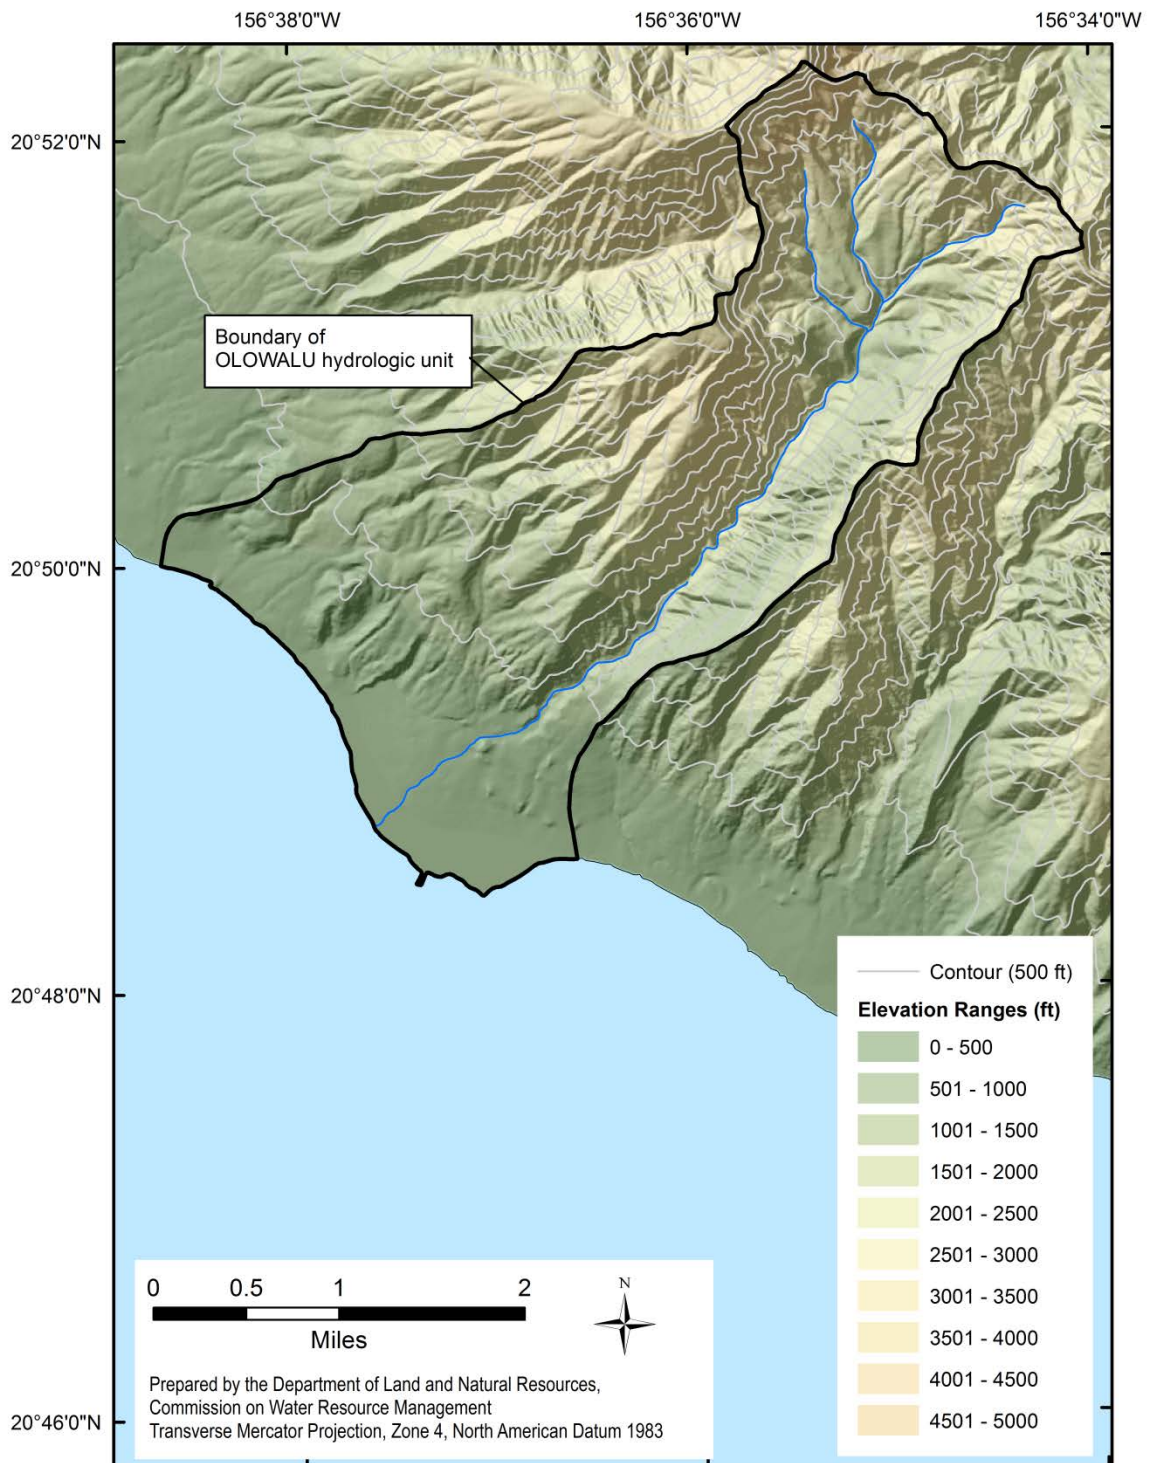 156°38'0"W
156°36'0"W
156°34'0"W
20°52'0"N
Boundary of
OLOWALU hydrologic unit
20°50'0"N
20°48'0"N
20°46'0"N
Contour (500 ft)
Elevation Ranges (ft)
0 - 500
501 - 1000
1001 - 1500
1501 - 2000
2001 - 2500
2501 - 3000
3001 - 3500
3501 - 4000
4001 - 4500
4501 - 5000
0 0.5 1 2
Miles
N
Prepared by the Department of Land and Natural Resources,
Commission on Water Resource Management
Transverse Mercator Projection, Zone 4, North American Datum 1983